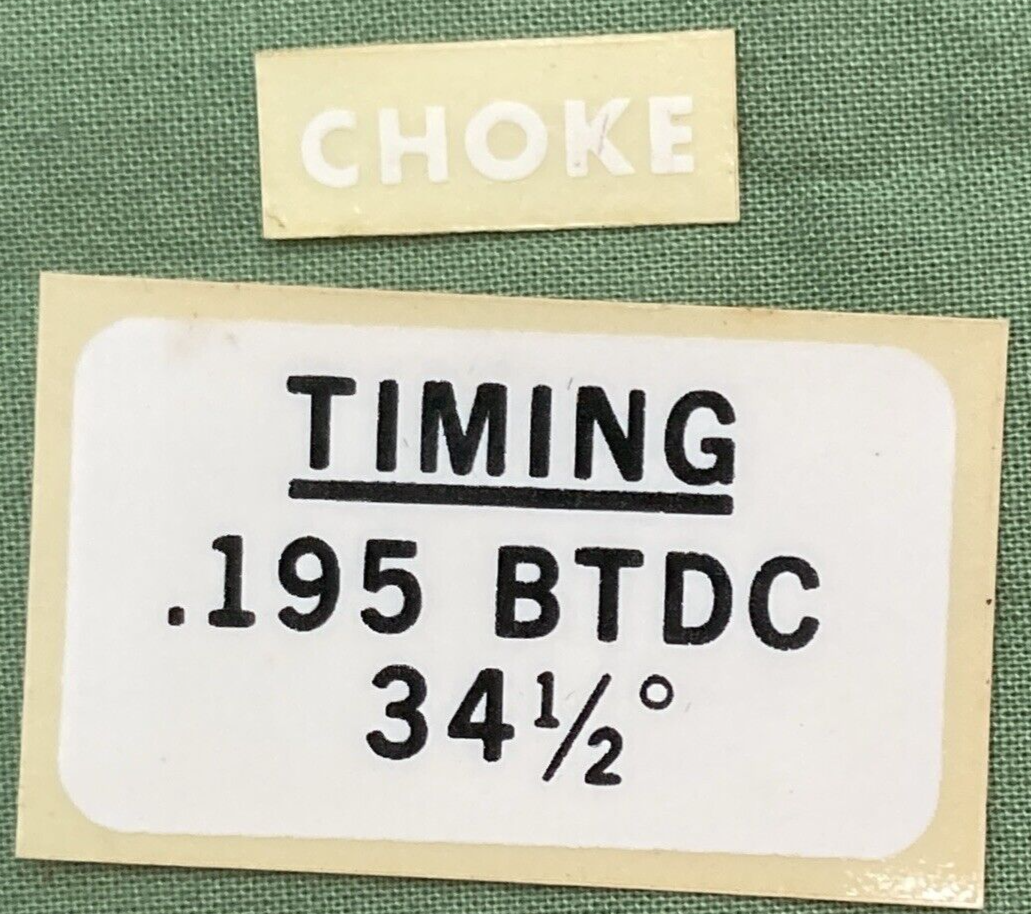 CHOKE
TIMING
.195 BTDC
34½°